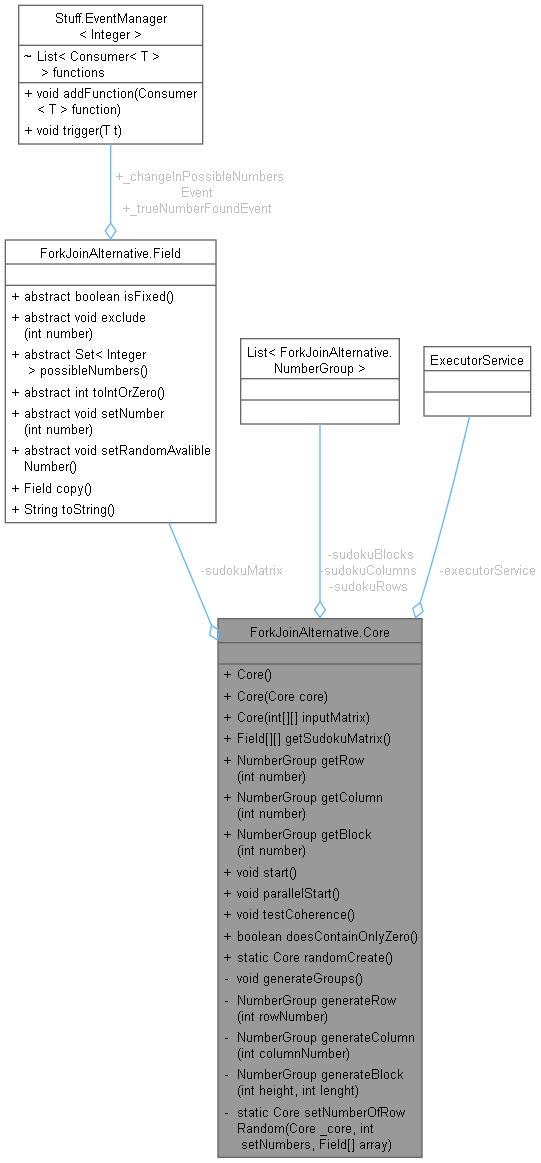 Stuff.EventManager
< Integer >
~ List< Consumer< T >
> functions
+ void addFunction(Consumer
< T > function)
+ void trigger(T t)
+_changeInPossibleNumbers
Event
+_trueNumberFoundEvent
ForkJoinAlternative.Field
+ abstract boolean isFixed()
+ abstract void exclude
(int number)
+ abstract Set< Integer
> possibleNumbers()
+ abstract int toIntOrZero()
+ abstract void setNumber
(int number)
+ abstract void setRandomAvalible
Number()
+ Field copy()
+ String toString()
List< ForkJoinAlternative.
NumberGroup >
ExecutorService
-sudokuMatrix
-sudokuBlocks
-sudokuColumns
-sudokuRows
-executorService
ForkJoinAlternative.Core
+ Core()
+ Core(Core core)
+ Core(int[][] inputMatrix)
+ Field[][] getSudokuMatrix()
+ NumberGroup getRow
(int number)
+ NumberGroup getColumn
(int number)
+ NumberGroup getBlock
(int number)
+ void start()
+ void parallelStart()
+ void testCoherence()
+ boolean doesContainOnlyZero()
+ static Core randomCreate()
- void generateGroups()
- NumberGroup generateRow
(int rowNumber)
- NumberGroup generateColumn
(int columnNumber)
- NumberGroup generateBlock
(int height, int lenght)
- static Core setNumberOfRow
Random(Core _core, int
setNumbers, Field[] array)